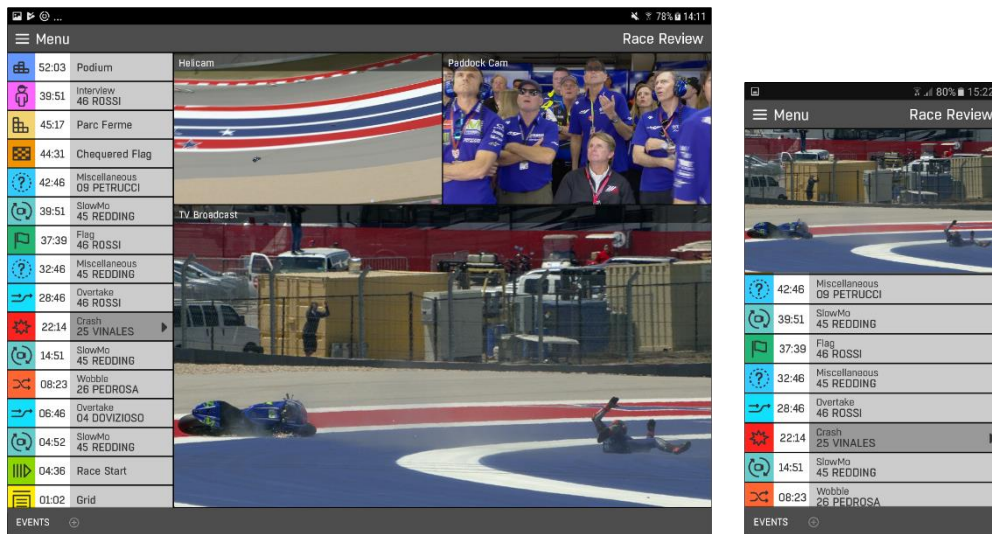 ... 78% 14:11
Menu Race Review
52:03 Podium
39:51 Interview
46 ROSSI
45:17 Parc Ferme
44:31 Chequered Flag
42:46 Miscellaneous
09 PETRUCCI
39:51 SlowMo
45 REDDING
37:39 Flag
46 ROSSI
32:46 Miscellaneous
45 REDDING
28:46 Overtake
46 ROSSI
22:14 Crash
25 VINALES
14:51 SlowMo
45 REDDING
08:23 Wobble
26 PEDROSA
06:46 Overtake
04 DOVIZIOSO
04:52 SlowMo
45 REDDING
04:36 Race Start
01:02 Grid
EVENTS
Helicam
Paddock Cam
TV Broadcast
80% 15:22
Menu Race Review
42:46 Miscellaneous
09 PETRUCCI
39:51 SlowMo
45 REDDING
37:39 Flag
46 ROSSI
32:46 Miscellaneous
45 REDDING
28:46 Overtake
46 ROSSI
22:14 Crash
25 VINALES
14:51 SlowMo
45 REDDING
08:23 Wobble
26 PEDROSA
EVENTS